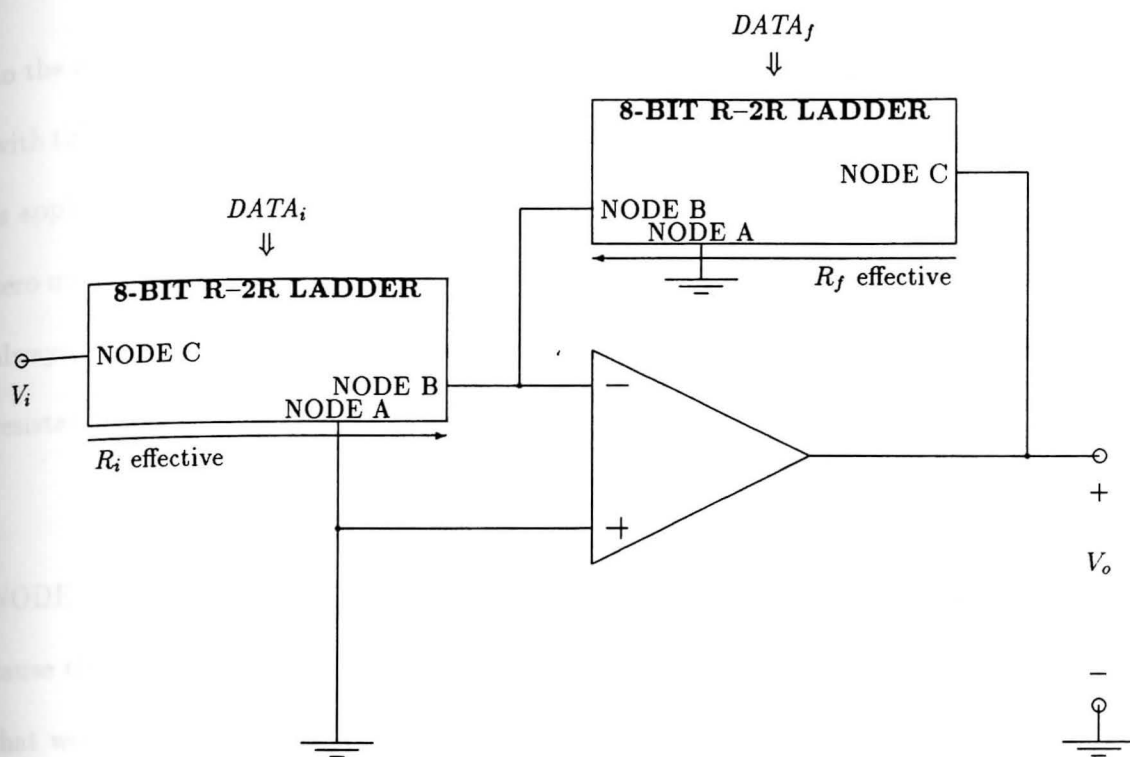 DATA_f
⇓
8-BIT R–2R LADDER
NODE C
NODE B
NODE A
R_f effective
DATA_i
⇓
8-BIT R–2R LADDER
NODE C
NODE B
NODE A
R_i effective
V_i
−
+
+
V_o
−